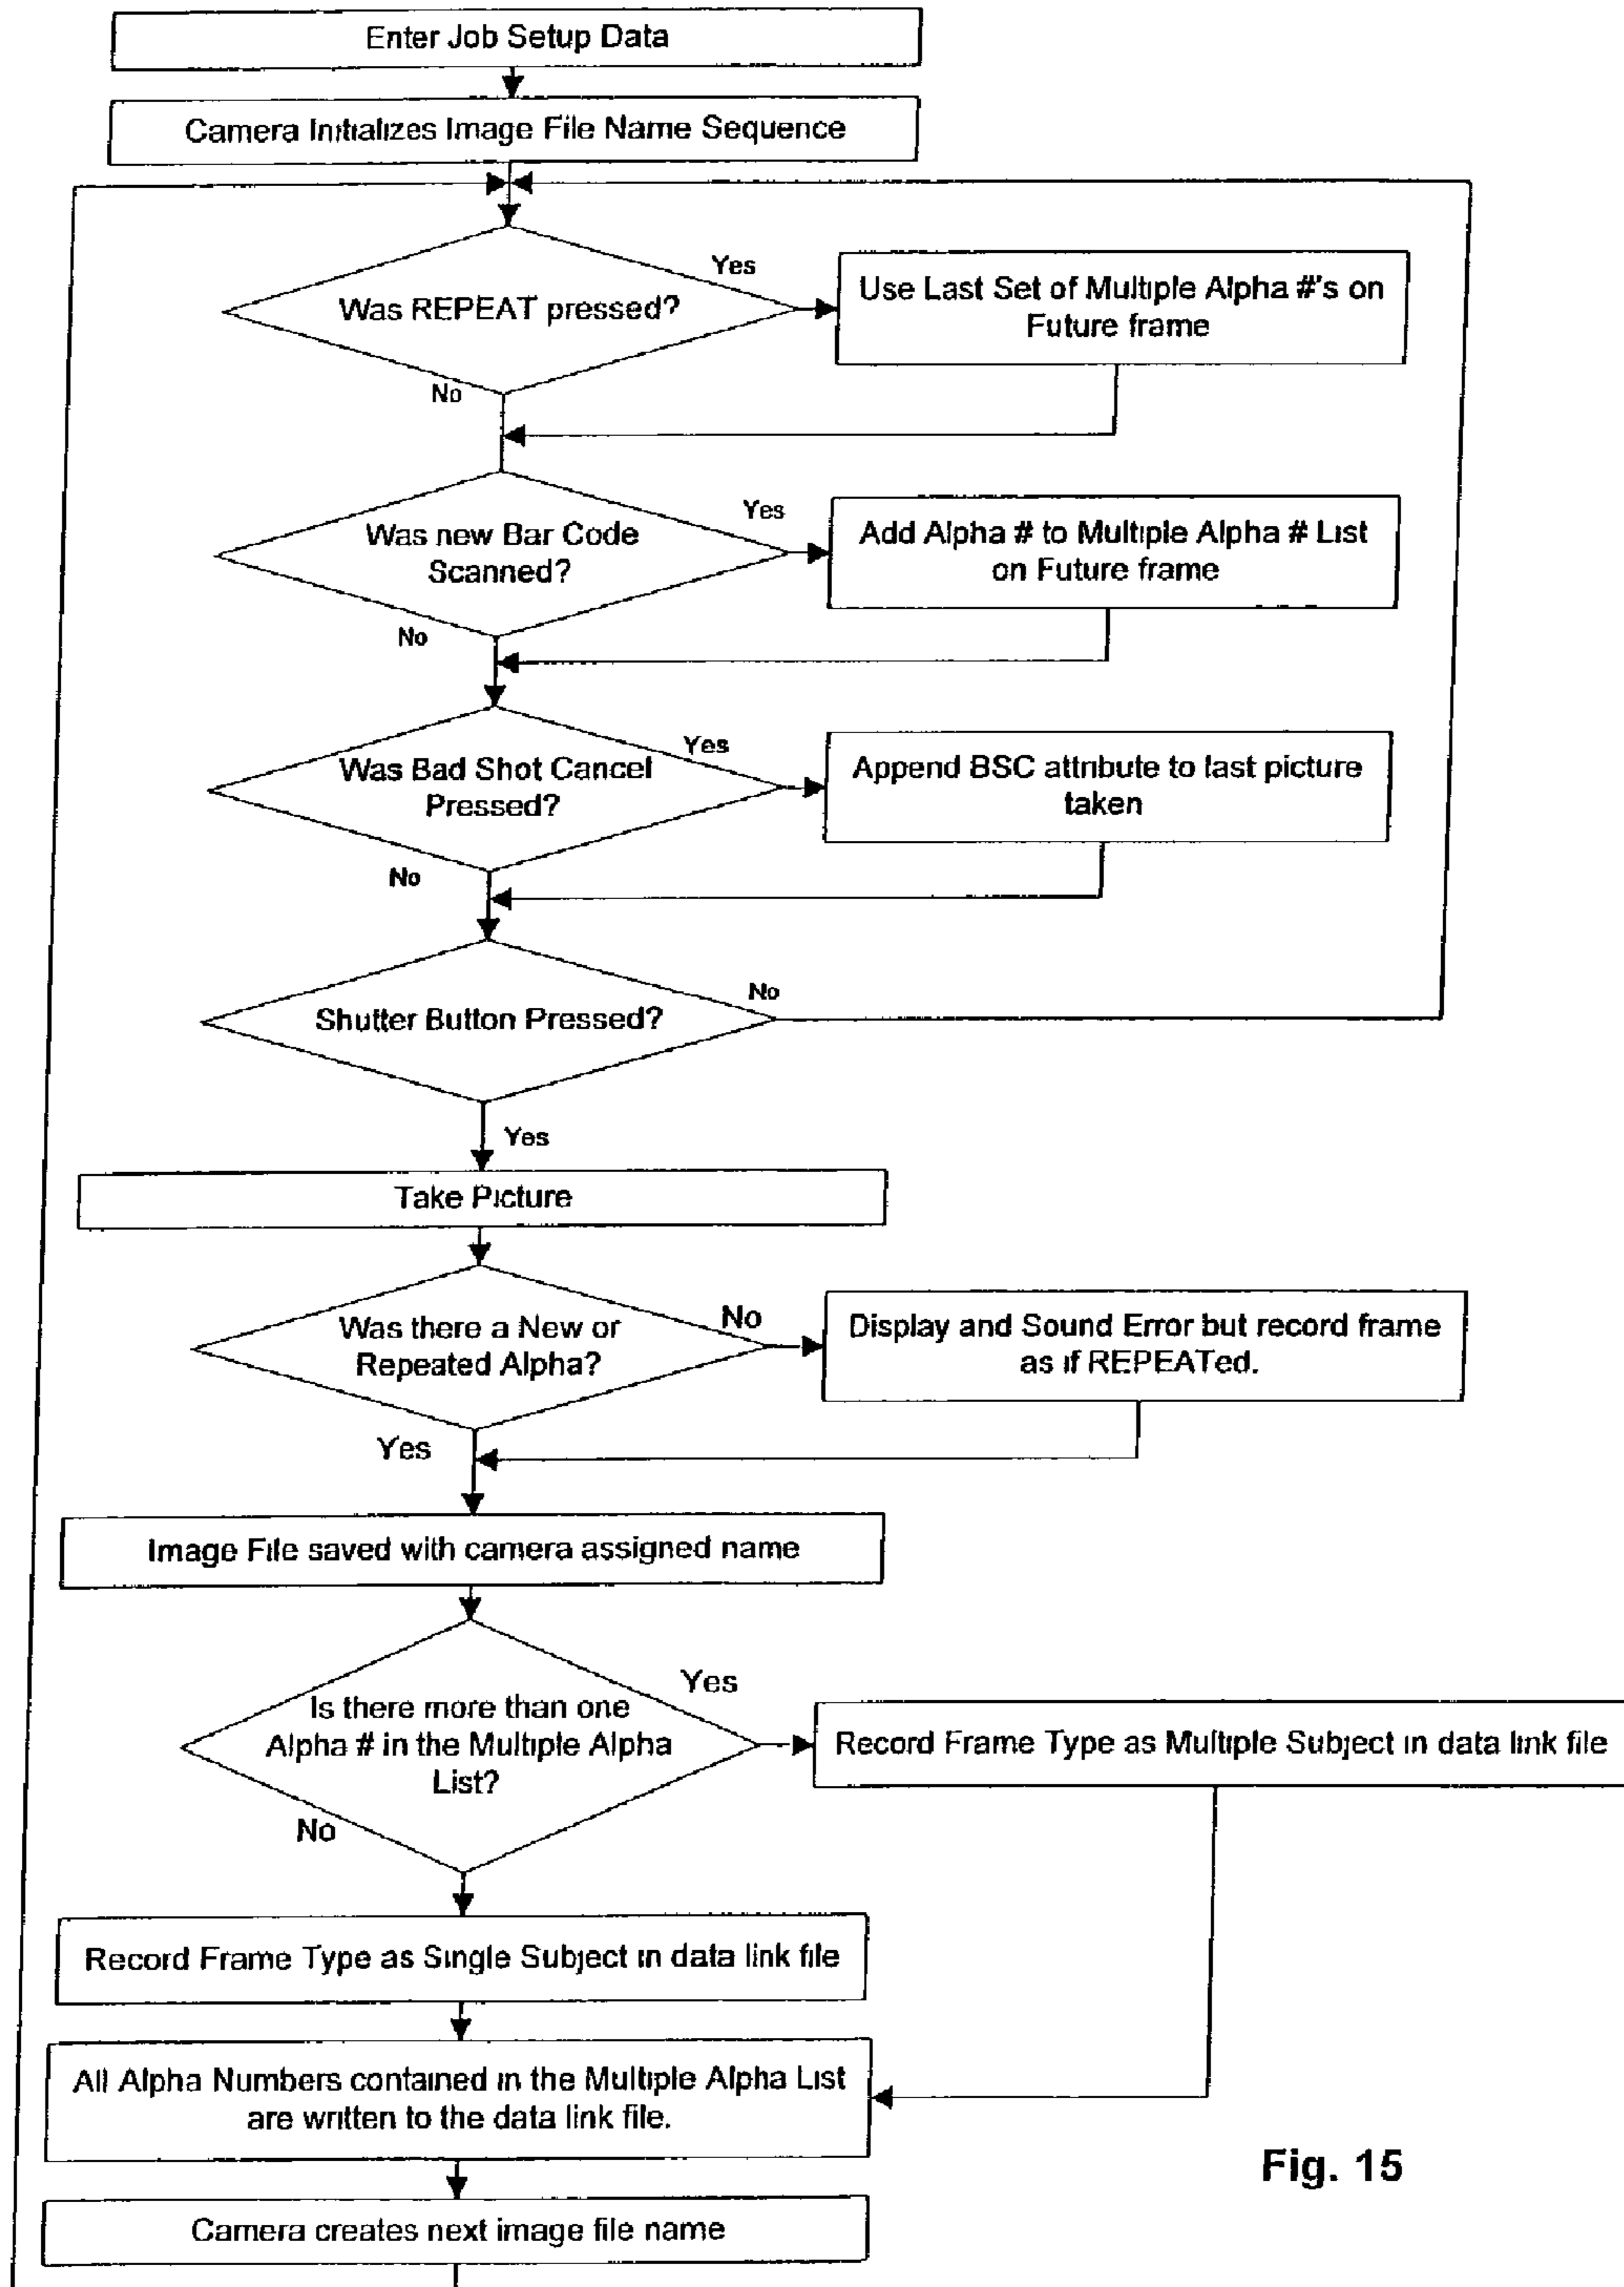 Enter Job Setup Data
Camera Initializes Image File Name Sequence
Was REPEAT pressed?
Yes
Use Last Set of Multiple Alpha #'s on
Future frame
No
Was new Bar Code
Scanned?
Yes
Add Alpha # to Multiple Alpha # List
on Future frame
No
Was Bad Shot Cancel
Pressed?
Yes
Append BSC attribute to last picture
taken
No
Shutter Button Pressed?
No
Yes
Take Picture
Was there a New or
Repeated Alpha?
No
Display and Sound Error but record frame
as if REPEATed.
Yes
Image File saved with camera assigned name
Is there more than one
Alpha # in the Multiple Alpha
List?
Yes
Record Frame Type as Multiple Subject in data link file
No
Record Frame Type as Single Subject in data link file
All Alpha Numbers contained in the Multiple Alpha List
are written to the data link file.
Camera creates next image file name
Fig. 15